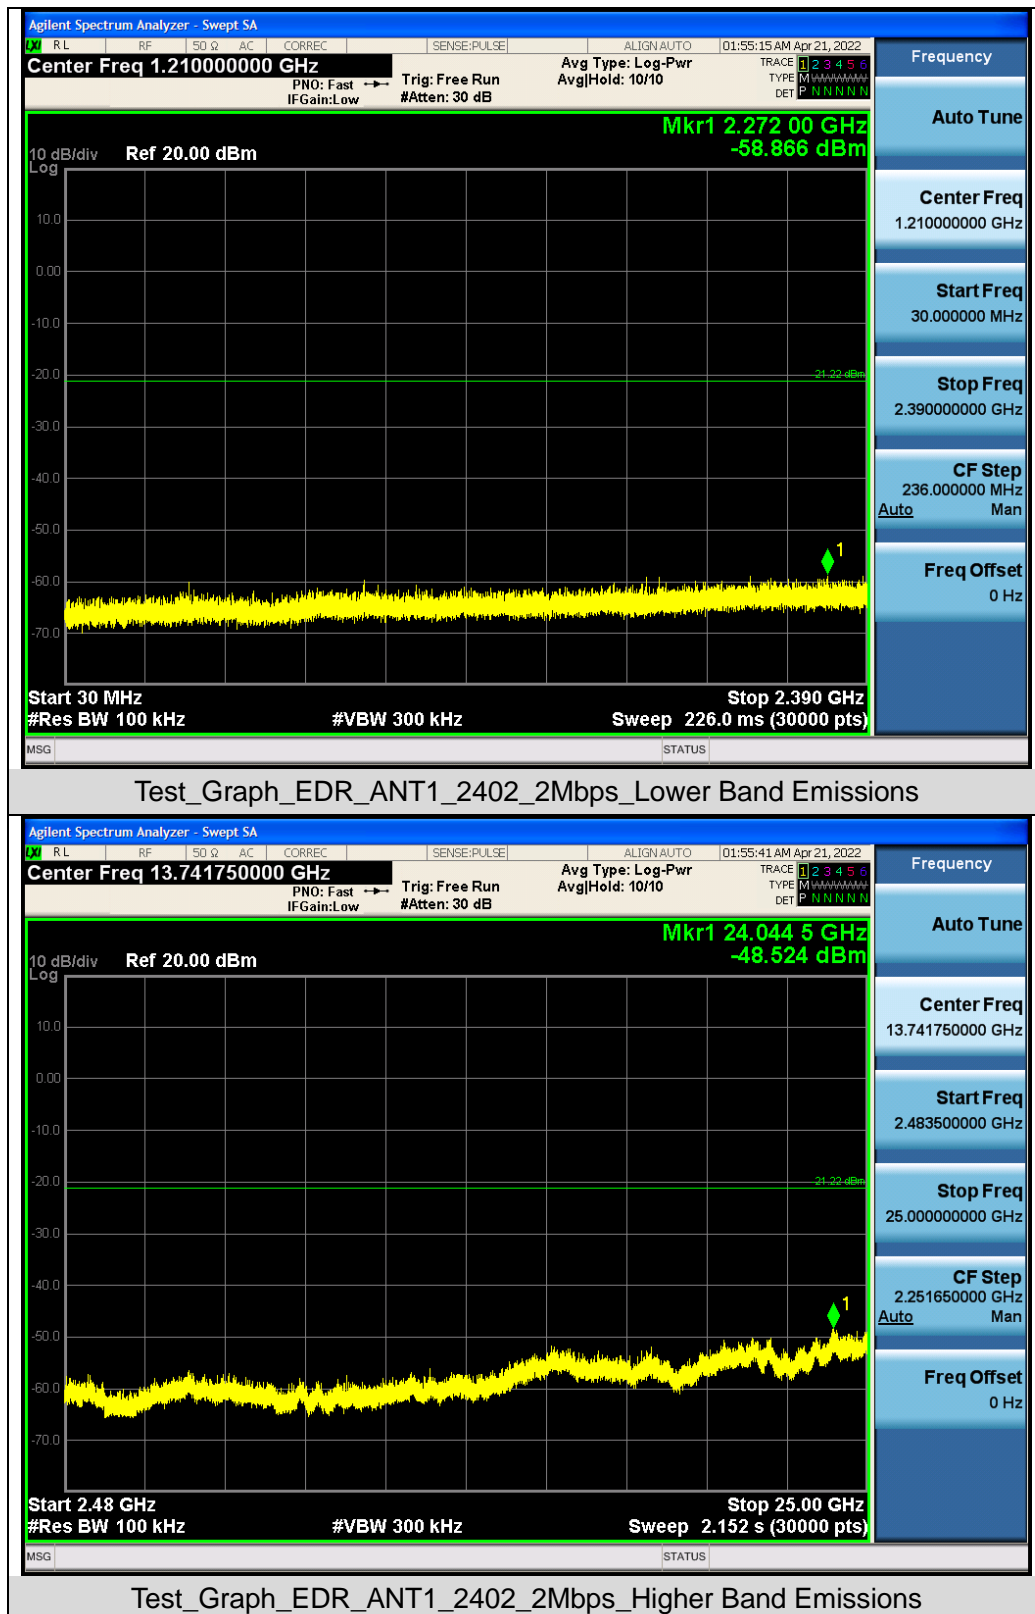 Agilent Spectrum Analyzer - Swept SA
LXI RL RF 50 Ω AC CORREC SENSE:PULSE ALIGN AUTO 01:55:15 AM Apr 21, 2022
Center Freq 1.210000000 GHz
PNO: Fast
IFGain:Low
Trig: Free Run
#Atten: 30 dB
Avg Type: Log-Pwr
Avg|Hold: 10/10
TRACE 1 2 3 4 5 6
TYPE M
DET P N N N N N
Mkr1 2.272 00 GHz
-58.866 dBm
10 dB/div Ref 20.00 dBm
Log
10.0
0.00
-10.0
-20.0
-21.22 dBm
-30.0
-40.0
-50.0
1
-60.0
-70.0
Start 30 MHz Stop 2.390 GHz
#Res BW 100 kHz #VBW 300 kHz Sweep 226.0 ms (30000 pts)
MSG STATUS
Frequency
Auto Tune
Center Freq
1.210000000 GHz
Start Freq
30.000000 MHz
Stop Freq
2.390000000 GHz
CF Step
236.000000 MHz
Auto Man
Freq Offset
0 Hz
Test_Graph_EDR_ANT1_2402_2Mbps_Lower Band Emissions
Agilent Spectrum Analyzer - Swept SA
LXI RL RF 50 Ω AC CORREC SENSE:PULSE ALIGN AUTO 01:55:41 AM Apr 21, 2022
Center Freq 13.741750000 GHz
PNO: Fast
IFGain:Low
Trig: Free Run
#Atten: 30 dB
Avg Type: Log-Pwr
Avg|Hold: 10/10
TRACE 1 2 3 4 5 6
TYPE M
DET P N N N N N
Mkr1 24.044 5 GHz
-48.524 dBm
10 dB/div Ref 20.00 dBm
Log
10.0
0.00
-10.0
-20.0
-21.22 dBm
-30.0
-40.0
1
-50.0
-60.0
-70.0
Start 2.48 GHz Stop 25.00 GHz
#Res BW 100 kHz #VBW 300 kHz Sweep 2.152 s (30000 pts)
MSG STATUS
Frequency
Auto Tune
Center Freq
13.741750000 GHz
Start Freq
2.483500000 GHz
Stop Freq
25.000000000 GHz
CF Step
2.251650000 GHz
Auto Man
Freq Offset
0 Hz
Test_Graph_EDR_ANT1_2402_2Mbps_Higher Band Emissions